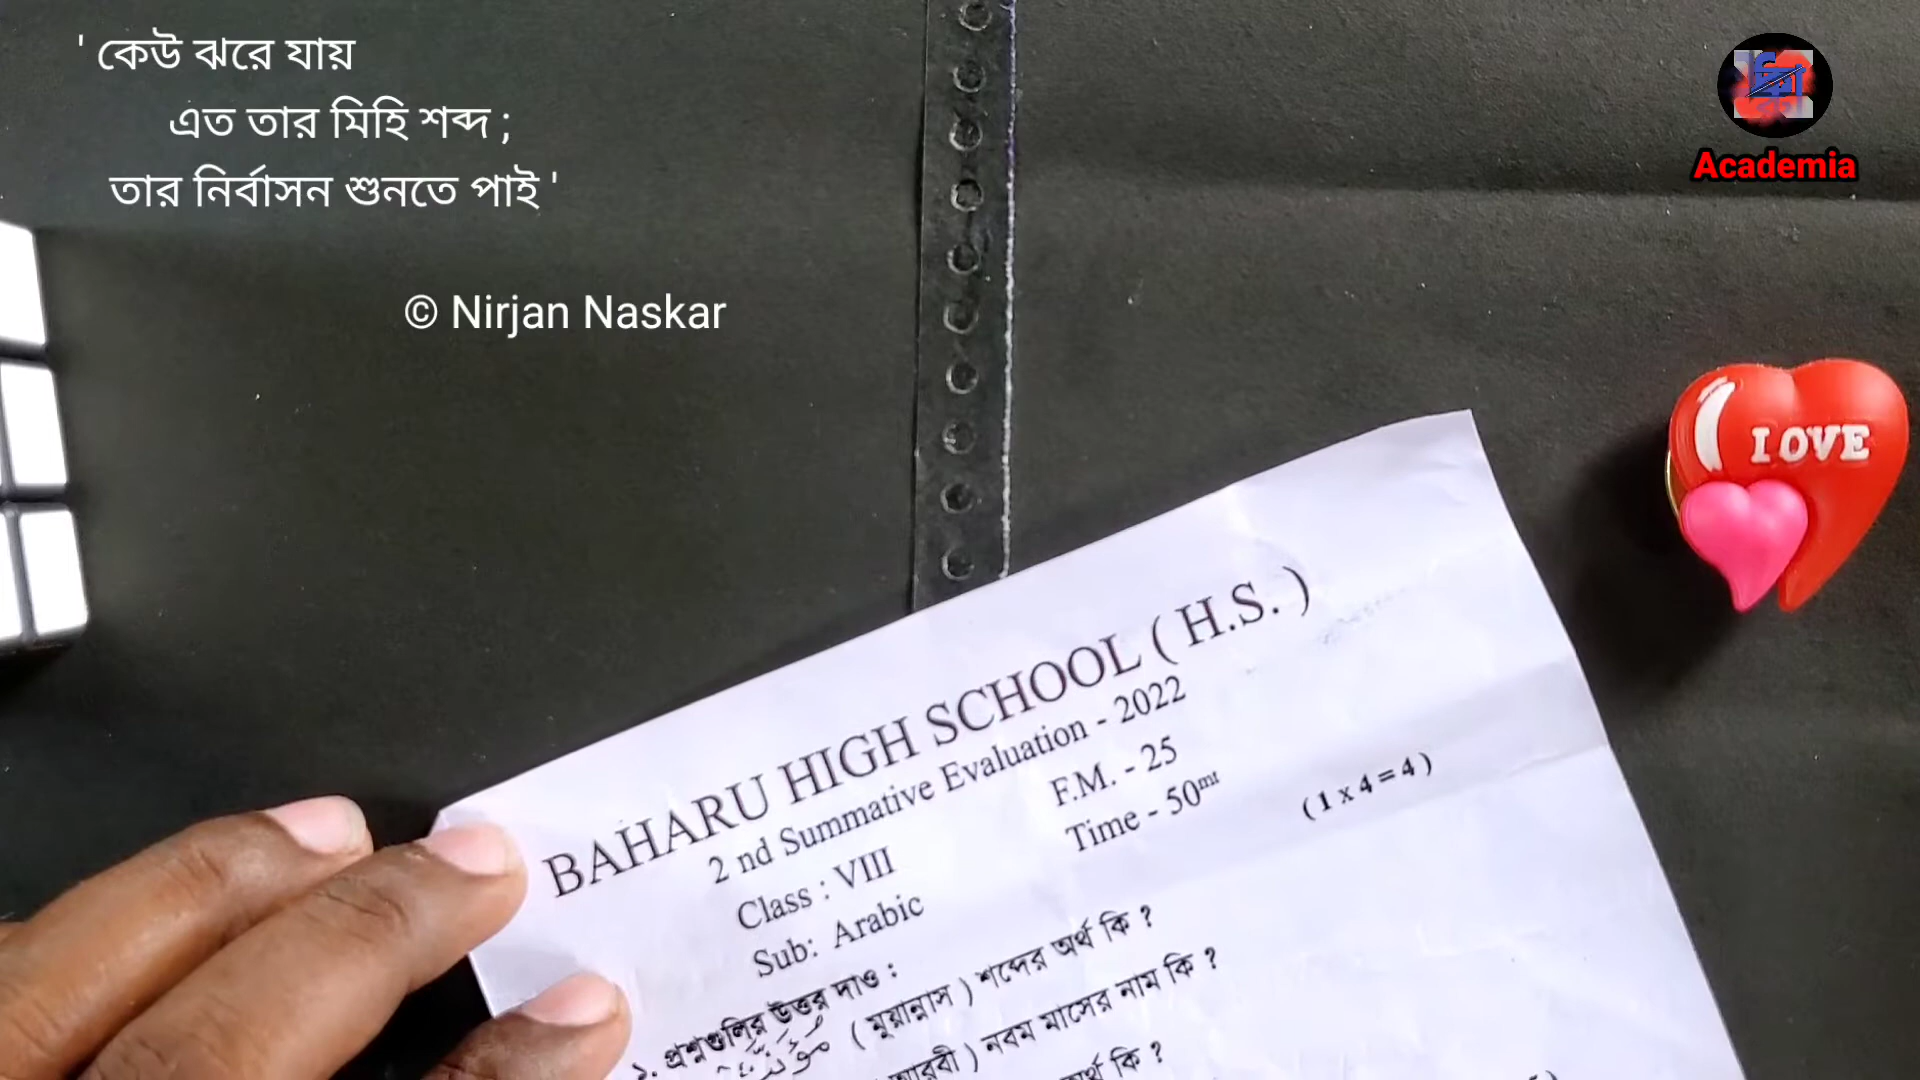 ' কেউ ঝরে যায়
এত তার মিহি শব্দ ;
তার নির্বাসন শুনতে পাই '
© Nirjan Naskar
Academia
LOVE
BAHARU HIGH SCHOOL ( H.S. )
2 nd Summative Evaluation - 2022
Class : VIII
F.M. - 25
Sub: Arabic
Time - 50mt
১. প্রশ্নগুলির উত্তর দাও :
( 1 x 4 = 4 )
( মুয়ান্নাস ) শব্দের অর্থ কি ?
আরবী ) নবম মাসের নাম কি ?
অর্থ কি ?